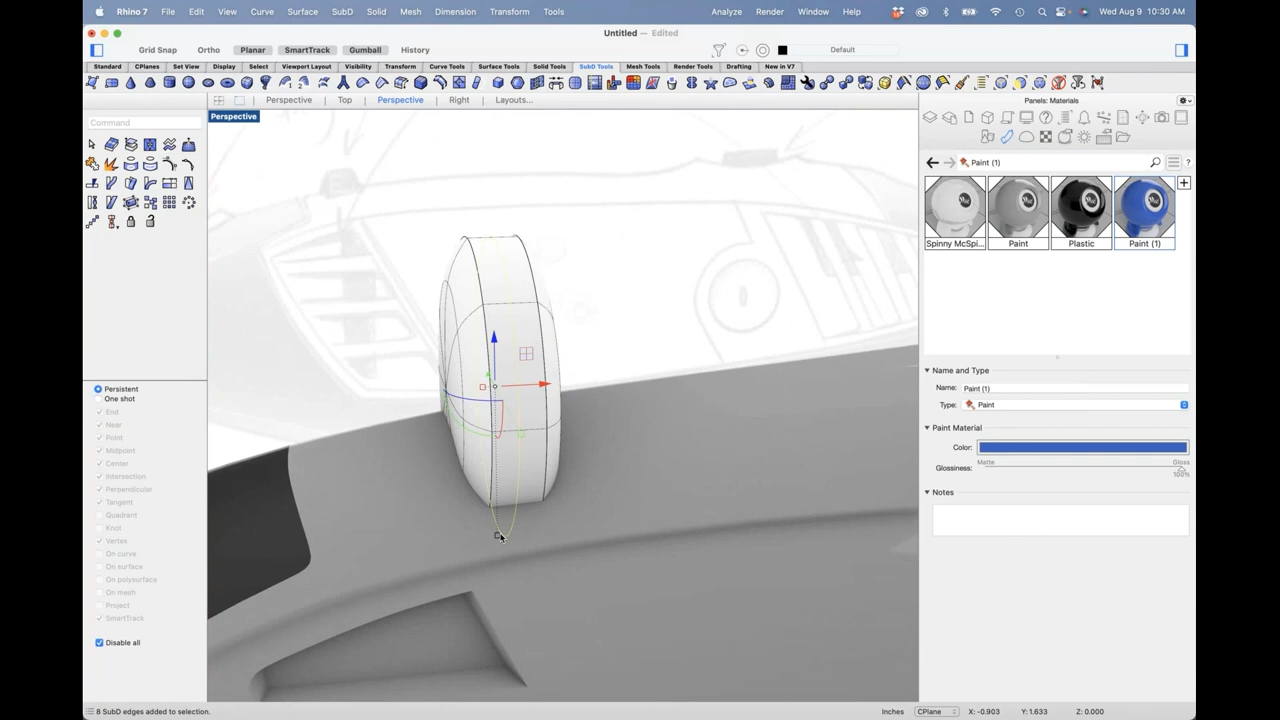 Rhino 7 File Edit View Curve Surface SubD Solid Mesh Dimension Transform Tools Analyze Render Window Help Wed Aug 9 10:30 AM
Untitled — Edited
Grid Snap Ortho Planar SmartTrack Gumball History Default
Standard CPlanes Set View Display Select Viewport Layout Visibility Transform Curve Tools Surface Tools Solid Tools SubD Tools Mesh Tools Render Tools Drafting New in V7
Perspective Top Perspective Right Layouts... Panels: Materials
Perspective
Command
Paint (1) ?
Spinny McSpi... Paint Plastic Paint (1)
Name and Type
Name: Paint (1)
Type: Paint
Paint Material
Color:
Matte Gloss
Glossiness:
100%
Notes
Persistent
One shot
End
Near
Point
Midpoint
Center
Intersection
Perpendicular
Tangent
Quadrant
Knot
Vertex
On curve
On surface
On polysurface
On mesh
Project
SmartTrack
Disable all
8 SubD edges added to selection. Inches CPlane X: -0.903 Y: 1.633 Z: 0.000